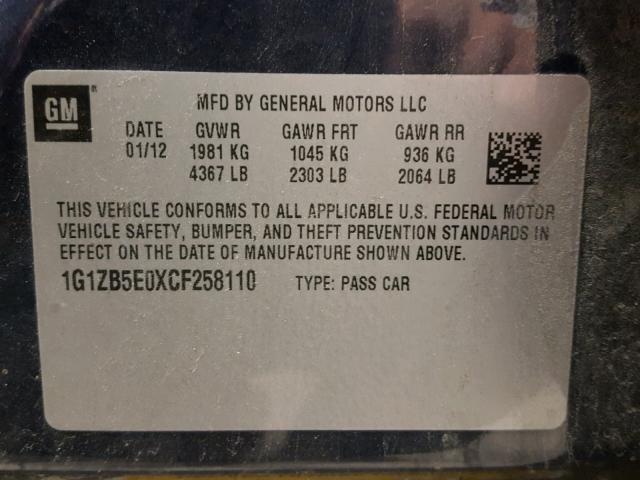 GM ®
MFD BY GENERAL MOTORS LLC
DATE GVWR GAWR FRT GAWR RR
01/12 1981 KG 1045 KG 936 KG
4367 LB 2303 LB 2064 LB
THIS VEHICLE CONFORMS TO ALL APPLICABLE U.S. FEDERAL MOTOR
VEHICLE SAFETY, BUMPER, AND THEFT PREVENTION STANDARDS IN
EFFECT ON THE DATE OF MANUFACTURE SHOWN ABOVE.
1G1ZB5E0XCF258110 TYPE: PASS CAR